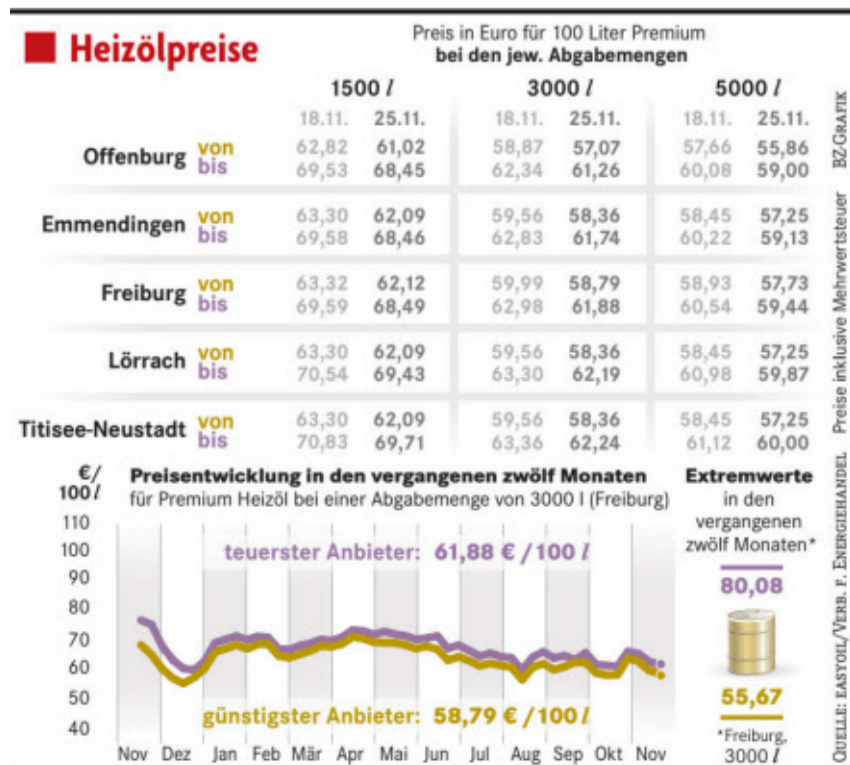 Heizölpreise
Preis in Euro für 100 Liter Premium
bei den jew. Abgabemengen
1500 l 3000 l 5000 l
18.11. 25.11. 18.11. 25.11. 18.11. 25.11.
Offenburg von 62,82 61,02 58,87 57,07 57,66 55,86
bis 69,53 68,45 62,34 61,26 60,08 59,00
Emmendingen von 63,30 62,09 59,56 58,36 58,45 57,25
bis 69,58 68,46 62,83 61,74 60,22 59,13
Freiburg von 63,32 62,12 59,99 58,79 58,93 57,73
bis 69,59 68,49 62,98 61,88 60,54 59,44
Lörrach von 63,30 62,09 59,56 58,36 58,45 57,25
bis 70,54 69,43 63,30 62,19 60,98 59,87
Titisee-Neustadt von 63,30 62,09 59,56 58,36 58,45 57,25
bis 70,83 69,71 63,36 62,24 61,12 60,00
€/
100 l
Preisentwicklung in den vergangenen zwölf Monaten
für Premium Heizöl bei einer Abgabemenge von 3000 l (Freiburg)
110
100
90
80
70
60
50
40
teuerster Anbieter: 61,88 € / 100 l
günstigster Anbieter: 58,79 € / 100 l
Nov Dez Jan Feb Mär Apr Mai Jun Jul Aug Sep Okt Nov
Extremwerte
in den
vergangenen
zwölf Monaten*
80,08
55,67
*Freiburg,
3000 l
QUELLE: EASYOIL/VERB. F. ENERGIEHANDEL Preise inklusive Mehrwertsteuer BZ-GRAFIK